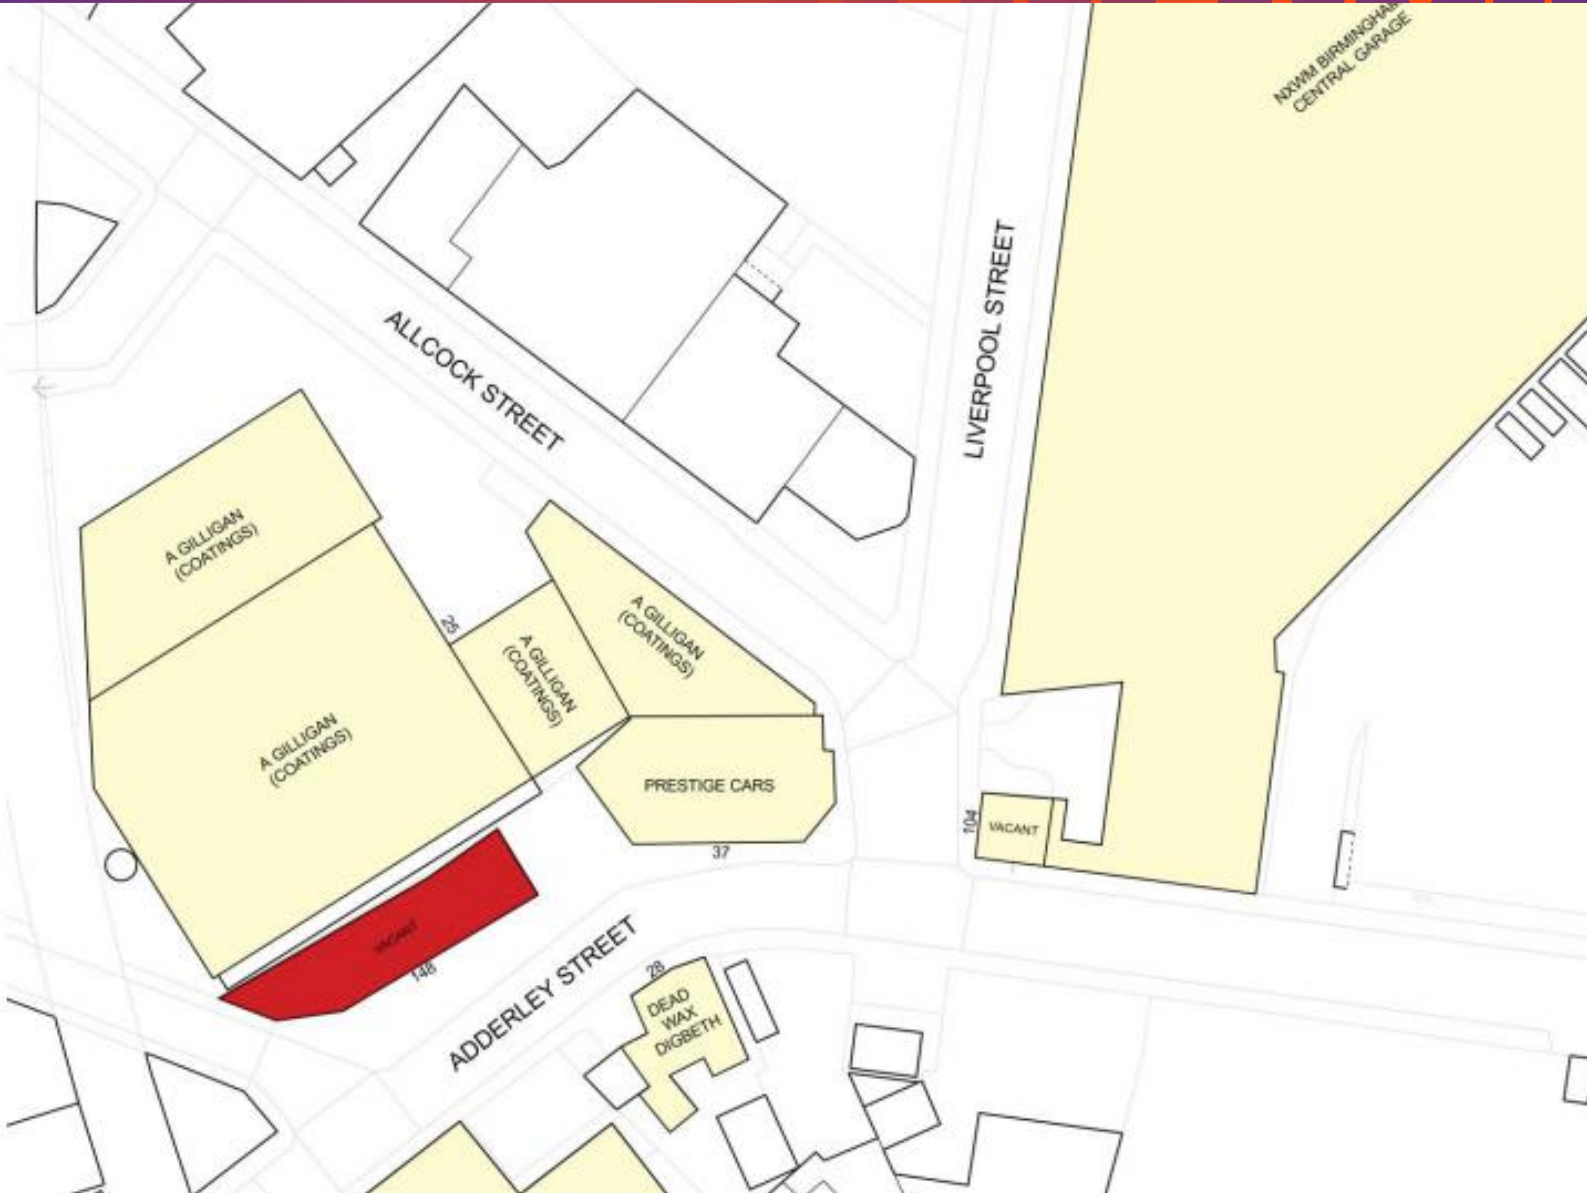 NXWM BIRMINGHAM
CENTRAL GARAGE
LIVERPOOL STREET
ALLCOCK STREET
A GILLIGAN
(COATINGS)
25
A GILLIGAN
(COATINGS)
A GILLIGAN
(COATINGS)
A GILLIGAN
(COATINGS)
PRESTIGE CARS
37
104
VACANT
VACANT
148
ADDERLEY STREET
28
DEAD
WAX
DIGBETH